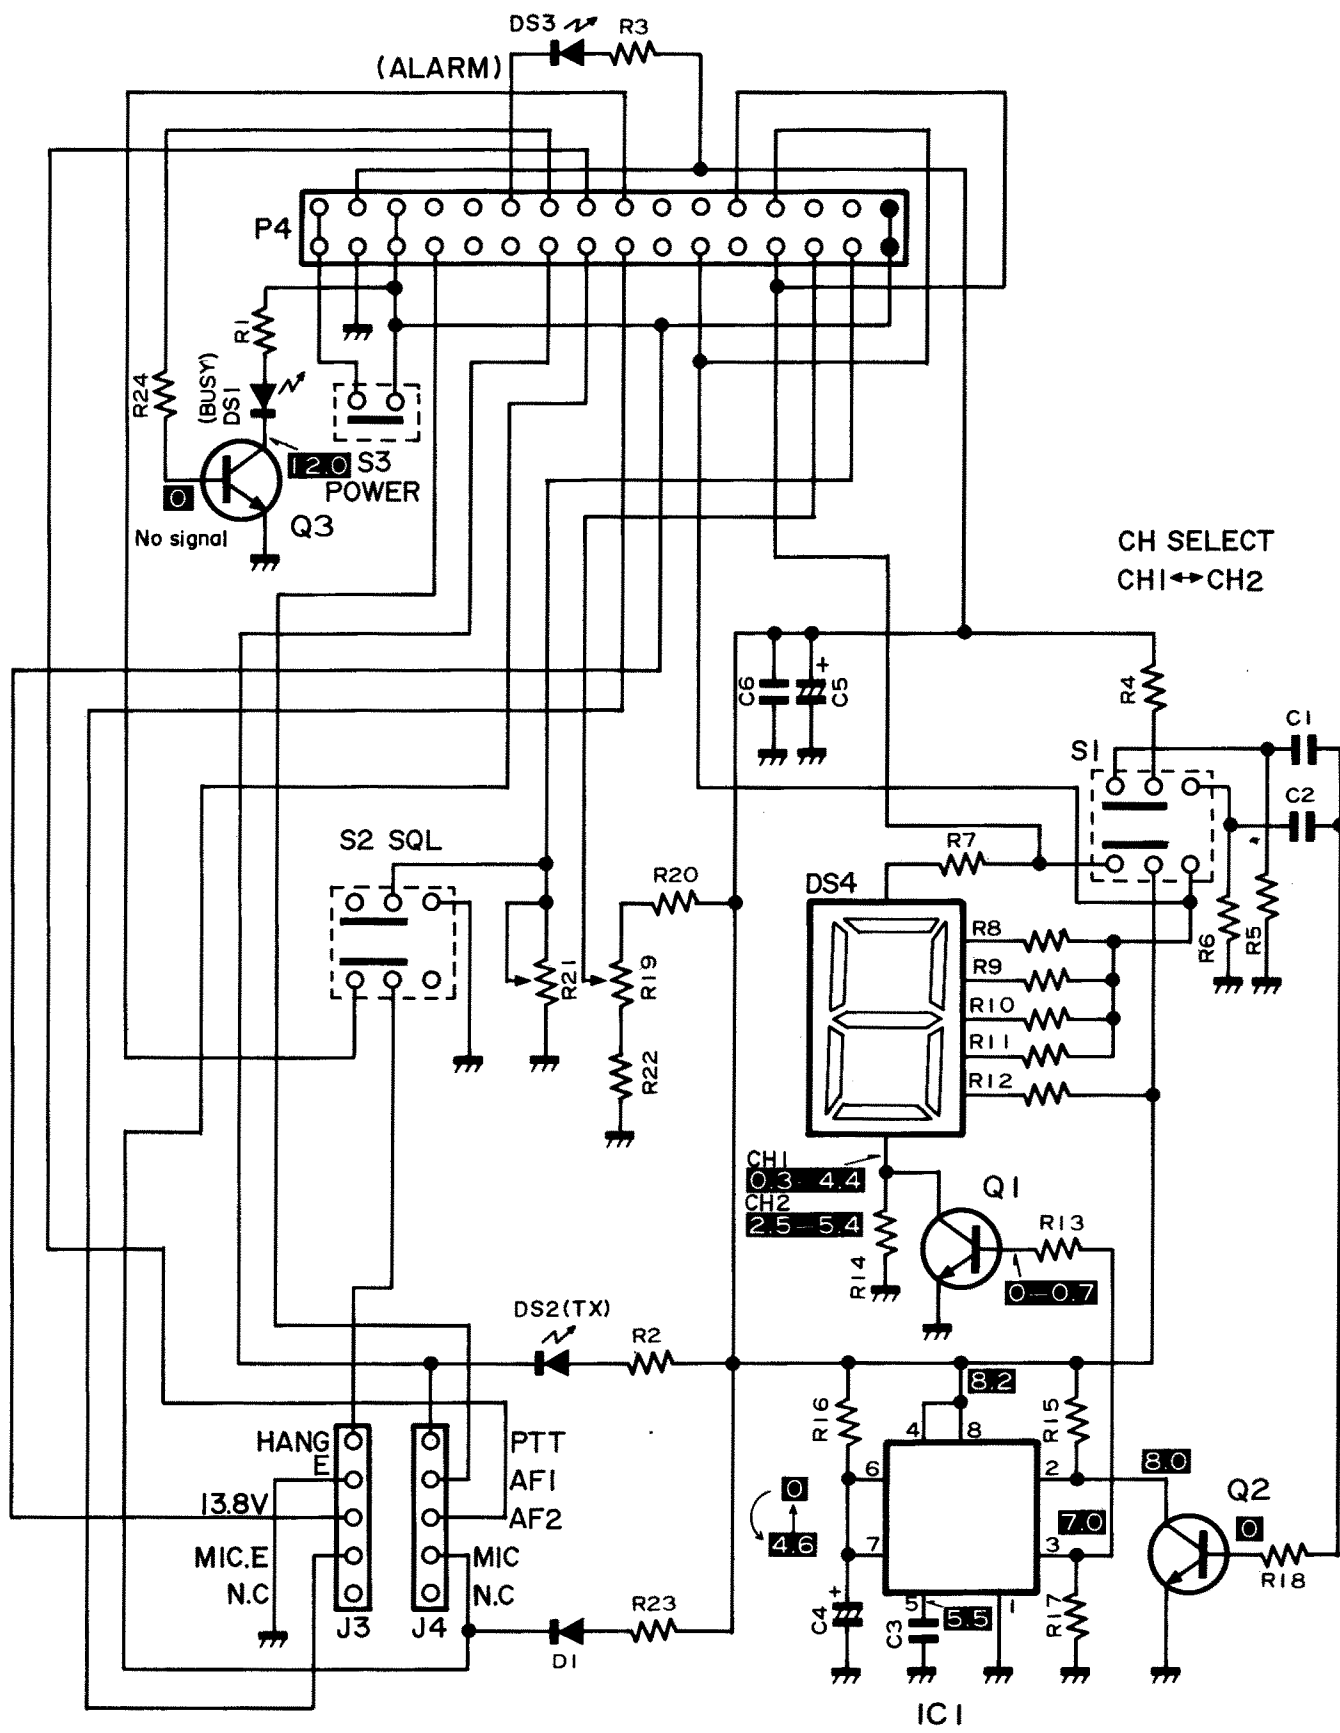 DS3
R3
(ALARM)
P4
R1
R24
(BUSY)
DS1
12.0
S3
POWER
0
Q3
No signal
CH SELECT
CH1↔CH2
C6
+
C5
R4
S1
C1
C2
S2 SQL
R7
R20
DS4
R8
R6
R5
R9
R21
R19
R10
R11
R22
R12
CH1
0.3-4.4
CH2
2.5-5.4
Q1
R13
R14
0-0.7
DS2(TX)
R2
8.2
R16
R15
HANG
PTT
4
8
E
6
2
8.0
AF1
Q2
13.8V
AF2
0
7.0
0
4.6
7
3
MIC.E
MIC
R18
N.C
N.C
+
5
1
R23
C4
C3
5.5
R17
J3
J4
D1
IC1